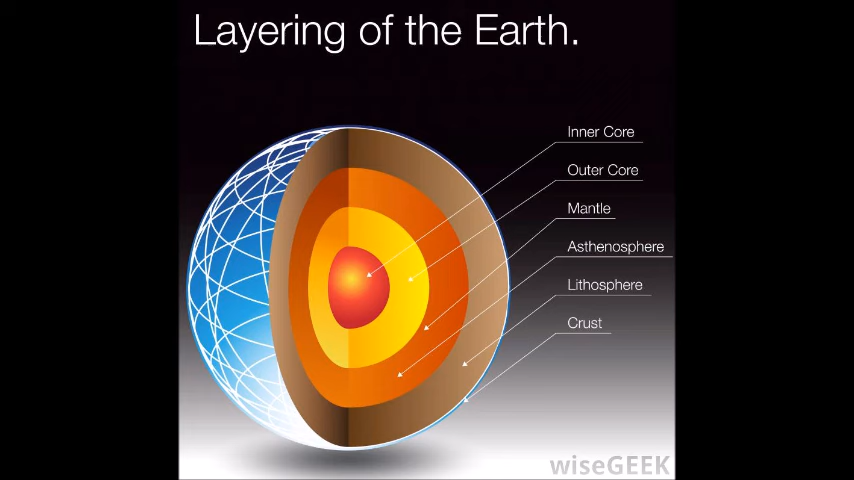 Layering of the Earth.
Inner Core
Outer Core
Mantle
Asthenosphere
Lithosphere
Crust
wiseGEEK